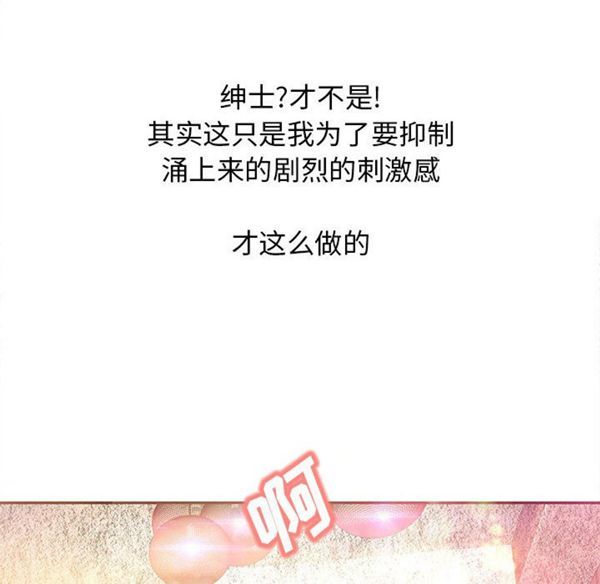 绅士?才不是!
其实这只是我为了要抑制
涌上来的剧烈的刺激感
才这么做的
啊